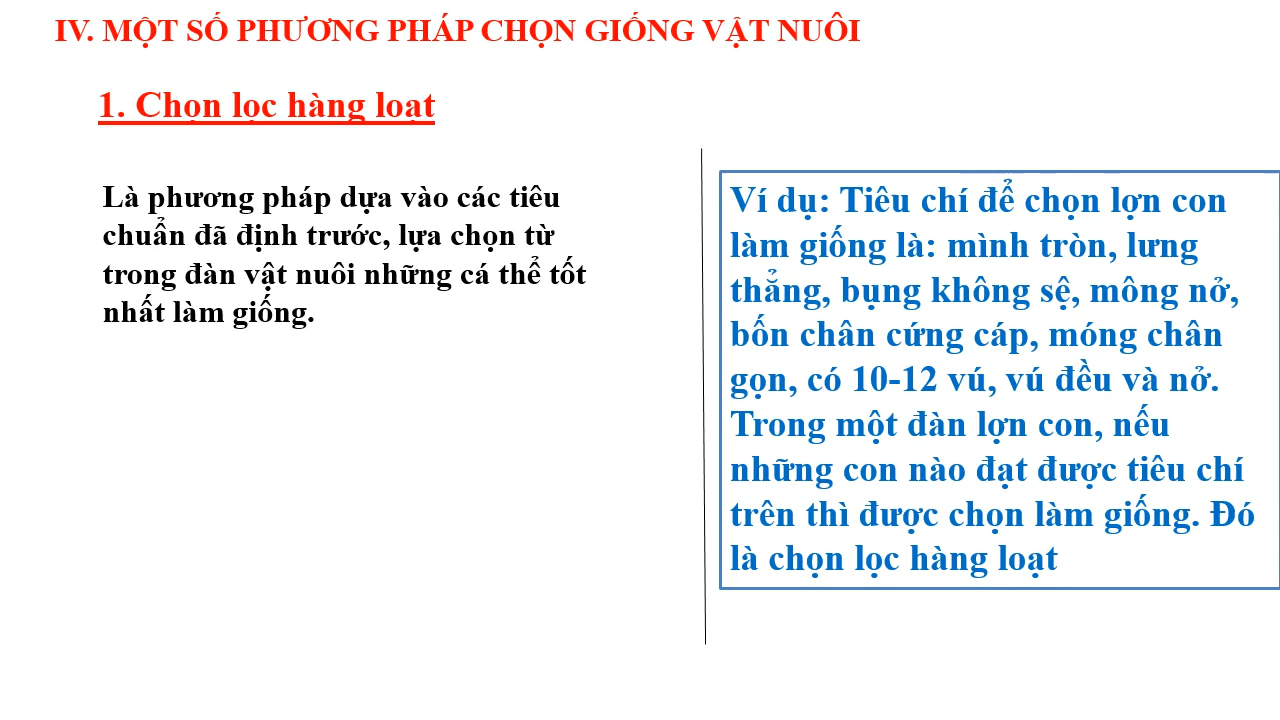 IV. MỘT SỐ PHƯƠNG PHÁP CHỌN GIỐNG VẬT NUÔI
1. Chọn lọc hàng loạt
Là phương pháp dựa vào các tiêu
chuẩn đã định trước, lựa chọn từ
trong đàn vật nuôi những cá thể tốt
nhất làm giống.
Ví dụ: Tiêu chí để chọn lợn con
làm giống là: mình tròn, lưng
thẳng, bụng không sệ, mông nở,
bốn chân cứng cáp, móng chân
gọn, có 10-12 vú, vú đều và nở.
Trong một đàn lợn con, nếu
những con nào đạt được tiêu chí
trên thì được chọn làm giống. Đó
là chọn lọc hàng loạt